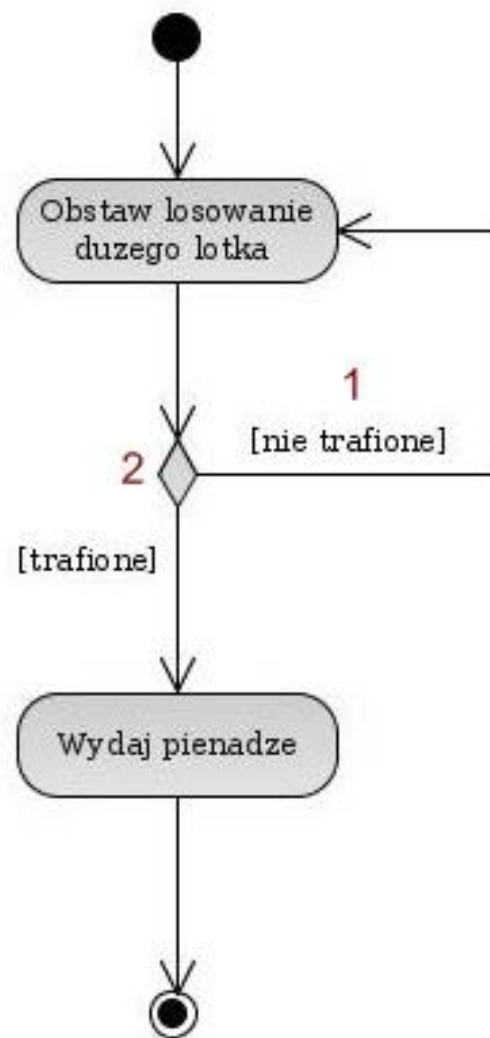 Obstaw losowanie
duzego lotka
1
[nie trafione]
2
[trafione]
Wydaj pienadze